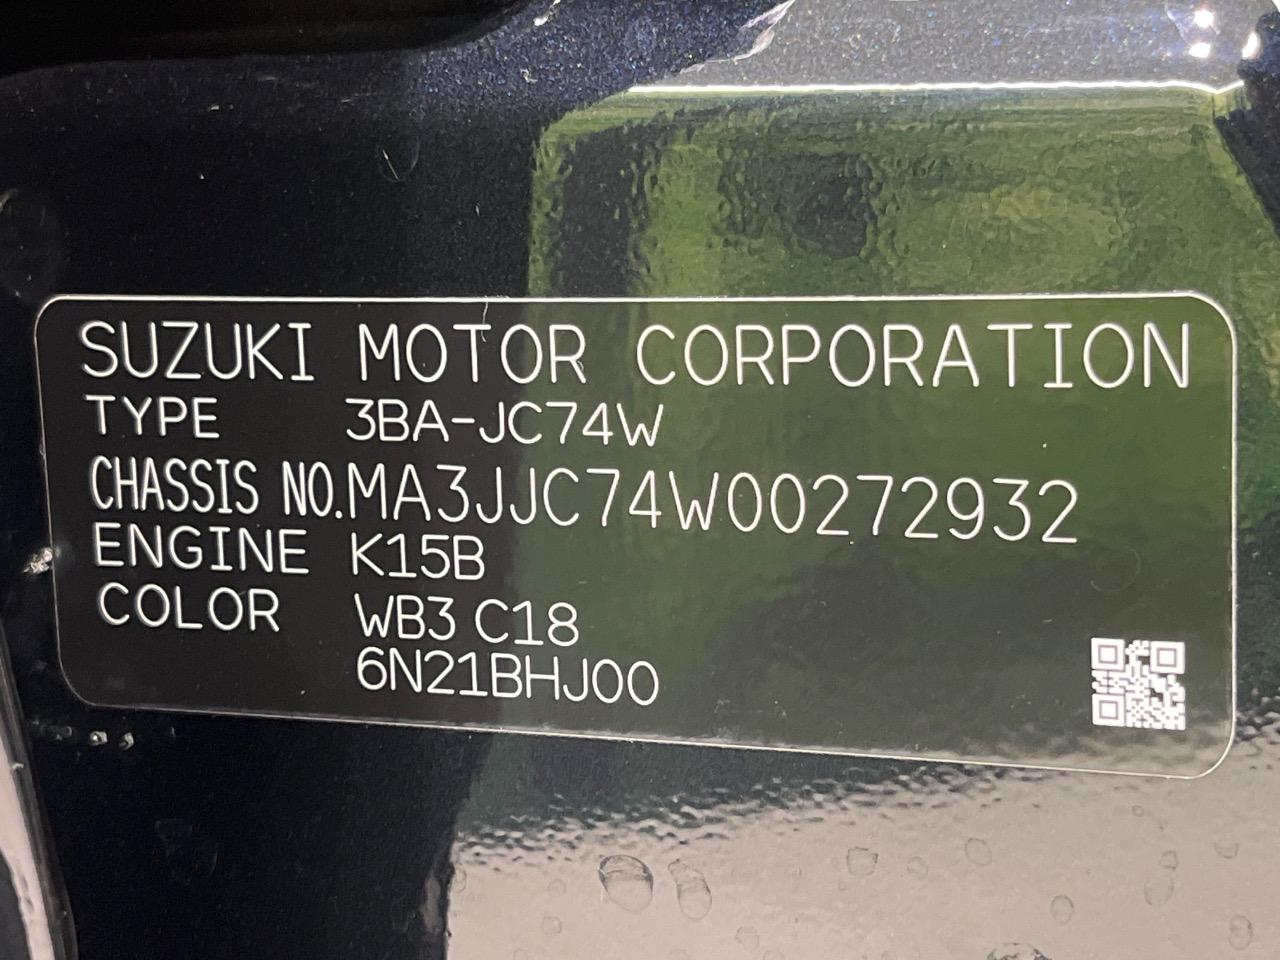 SUZUKI MOTOR CORPORATION
TYPE 3BA-JC74W
CHASSIS NO.MA3JJC74W00272932
ENGINE K15B
COLOR WB3 C18
6N21BHJ00